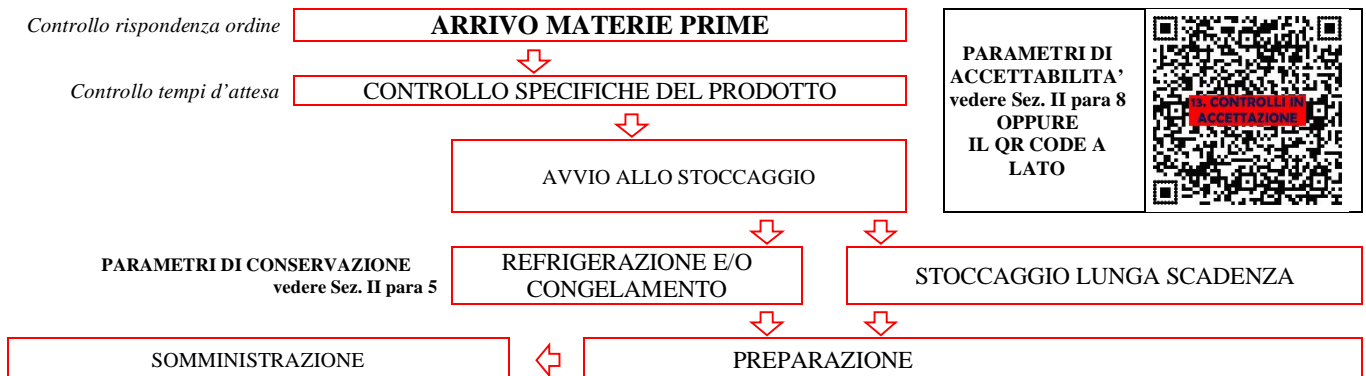 Controllo rispondenza ordine
ARRIVO MATERIE PRIME
Controllo tempi d'attesa
CONTROLLO SPECIFICHE DEL PRODOTTO
PARAMETRI DI
ACCETTABILITA'
vedere Sez. II para 8
OPPURE
IL QR CODE A
LATO
13. CONTROLLI IN
ACCETTAZIONE
AVVIO ALLO STOCCAGGIO
PARAMETRI DI CONSERVAZIONE
vedere Sez. II para 5
REFRIGERAZIONE E/O
CONGELAMENTO
STOCCAGGIO LUNGA SCADENZA
SOMMINISTRAZIONE
PREPARAZIONE